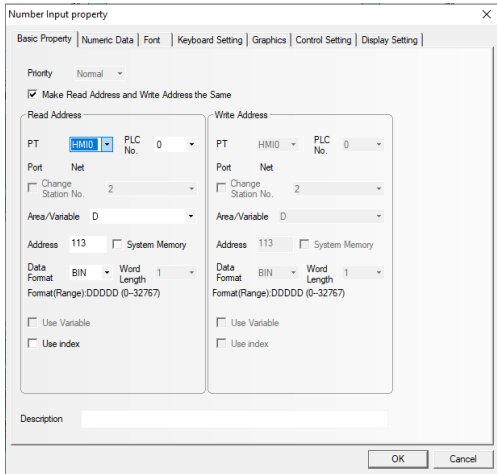 Number Input property
Basic Property Numeric Data Font Keyboard Setting Graphics Control Setting Display Setting
Priority Normal
Make Read Address and Write Address the Same
Read Address
PT HMI0 PLC No. 0
Port Net
Change Station No. 2
Area/Variable D
Address 113 System Memory
Data Format BIN Word Length 1
Format(Range):DDDDD (0~32767)
Use Variable
Use index
Write Address
PT HMI0 PLC No. 0
Port Net
Change Station No. 2
Area/Variable D
Address 113 System Memory
Data Format BIN Word Length 1
Format(Range):DDDDD (0~32767)
Use Variable
Use index
Description
OK Cancel